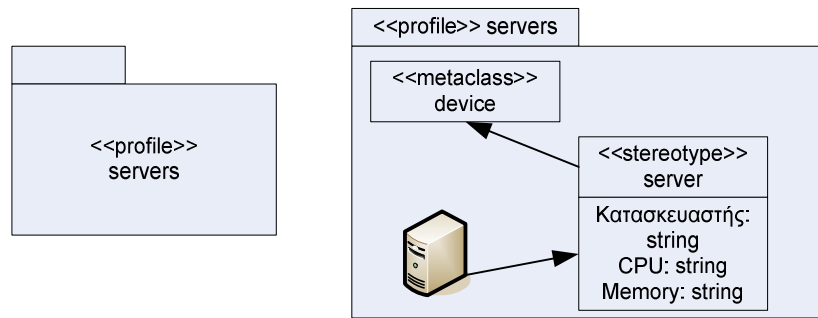 <<profile>>
servers
<<profile>> servers
<<metaclass>>
device
<<stereotype>>
server
Κατασκευαστής:
string
CPU: string
Memory: string